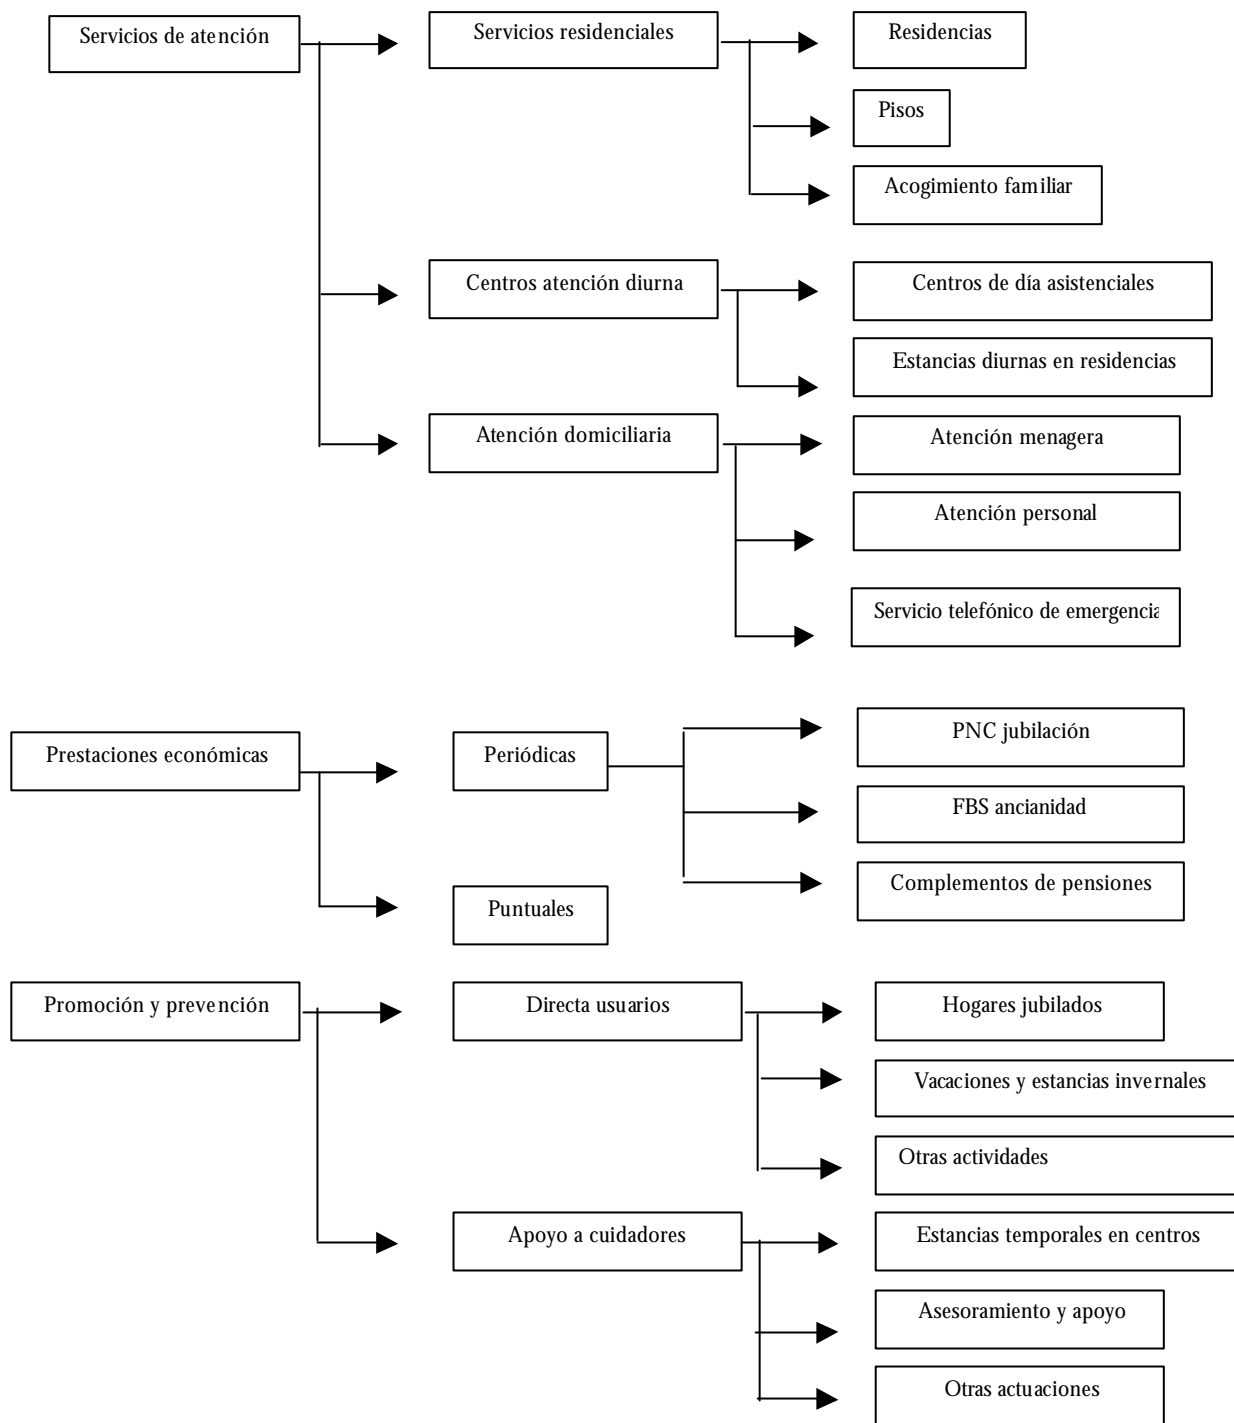 Servicios de atención
Servicios residenciales
Residencias
Pisos
Acogimiento familiar
Centros atención diurna
Centros de día asistenciales
Estancias diurnas en residencias
Atención domiciliaria
Atención menagera
Atención personal
Servicio telefónico de emergencia
Prestaciones económicas
Periódicas
PNC jubilación
FBS ancianidad
Complementos de pensiones
Puntuales
Promoción y prevención
Directa usuarios
Hogares jubilados
Vacaciones y estancias invernales
Otras actividades
Apoyo a cuidadores
Estancias temporales en centros
Asesoramiento y apoyo
Otras actuaciones